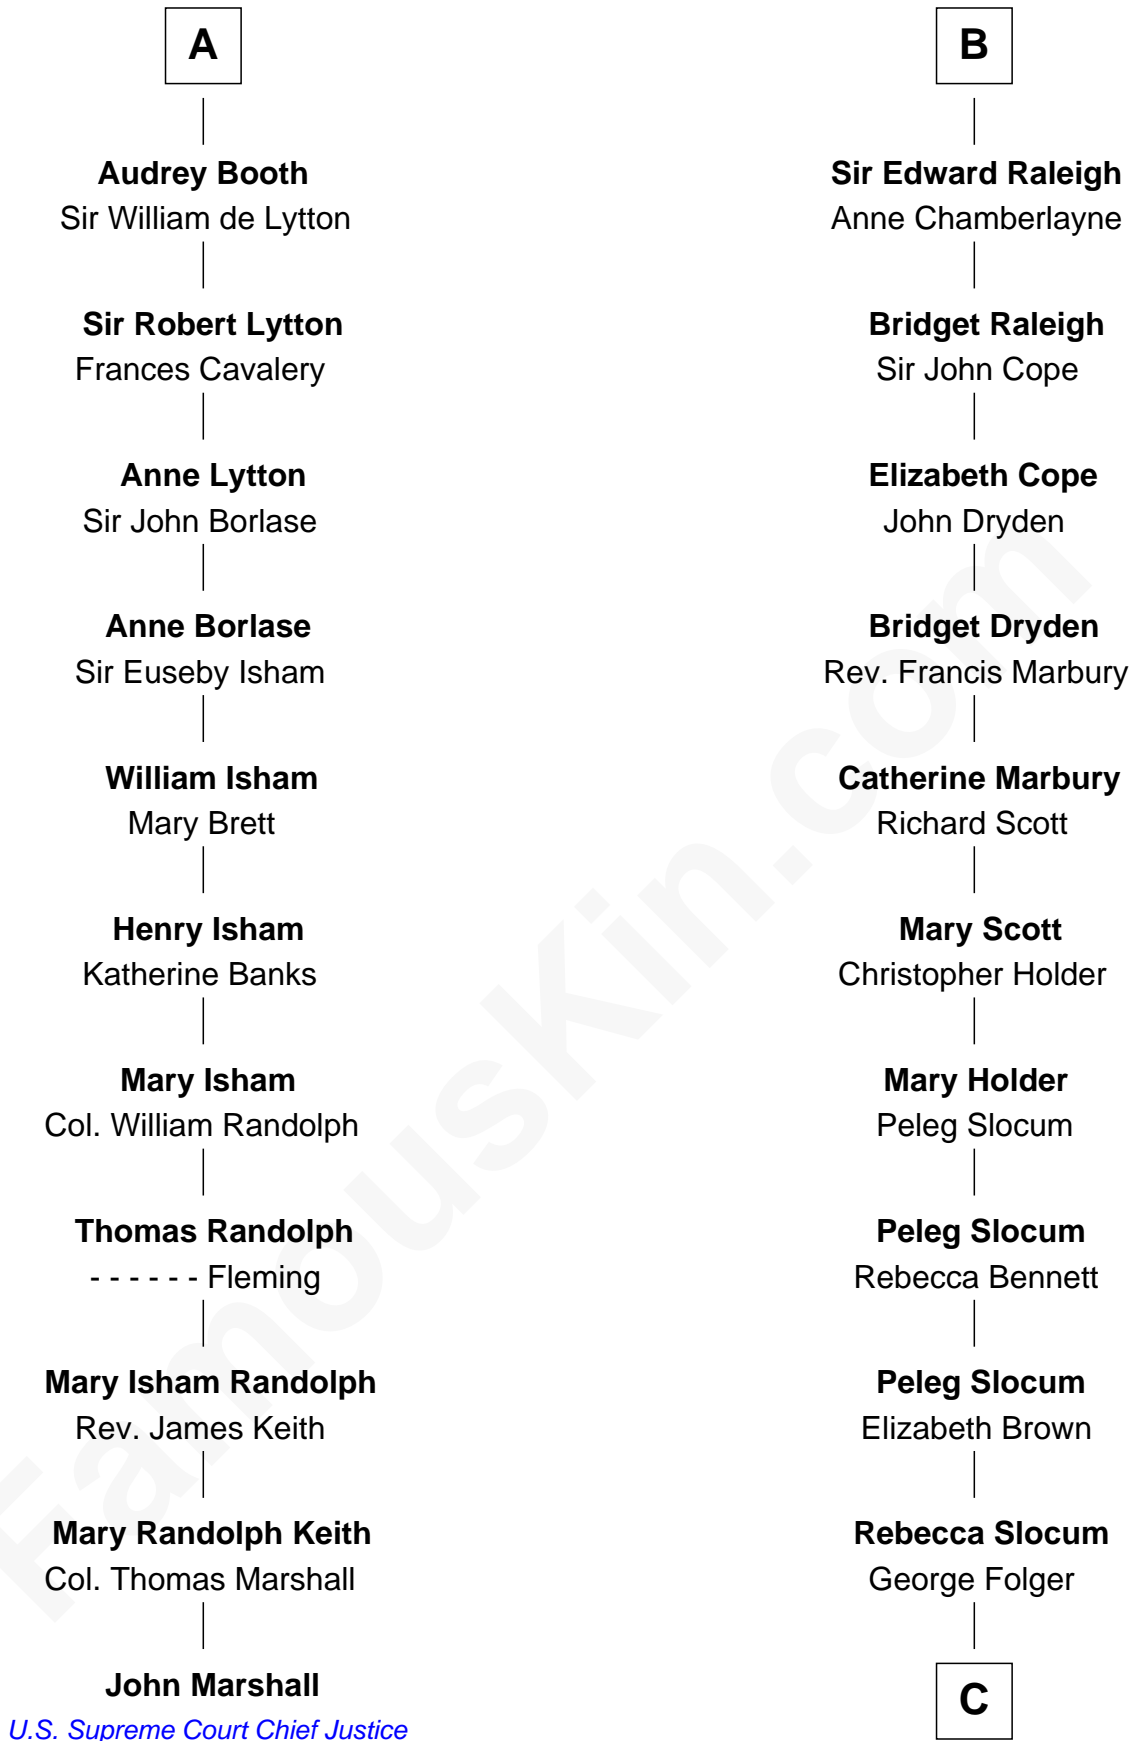 A
Audrey Booth
Sir William de Lytton
Sir Robert Lytton
Frances Cavalery
Anne Lytton
Sir John Borlase
Anne Borlase
Sir Euseby Isham
William Isham
Mary Brett
Henry Isham
Katherine Banks
Mary Isham
Col. William Randolph
Thomas Randolph
- - - - - - Fleming
Mary Isham Randolph
Rev. James Keith
Mary Randolph Keith
Col. Thomas Marshall
John Marshall
U.S. Supreme Court Chief Justice
B
Sir Edward Raleigh
Anne Chamberlayne
Bridget Raleigh
Sir John Cope
Elizabeth Cope
John Dryden
Bridget Dryden
Rev. Francis Marbury
Catherine Marbury
Richard Scott
Mary Scott
Christopher Holder
Mary Holder
Peleg Slocum
Peleg Slocum
Rebecca Bennett
Peleg Slocum
Elizabeth Brown
Rebecca Slocum
George Folger
C
FamousKin.com